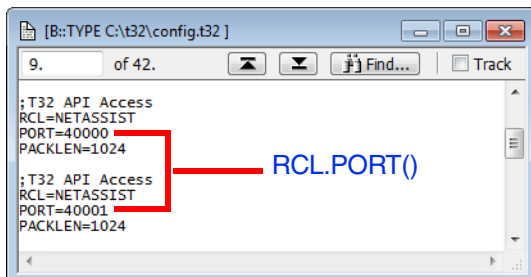 [B::TYPE C:\t32\config.t32 ]
9. of 42. Find... Track
;T32 API Access
RCL=NETASSIST
PORT=40000
PACKLEN=1024
RCL.PORT()
;T32 API Access
RCL=NETASSIST
PORT=40001
PACKLEN=1024